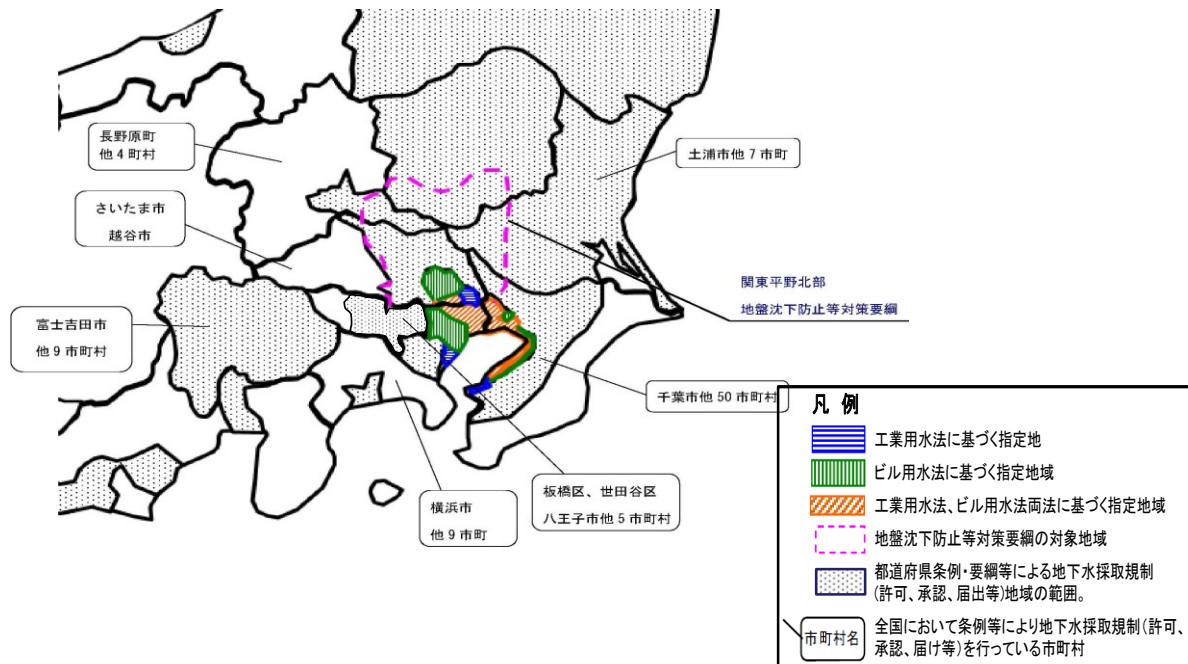 長野原町
他 4 町村
土浦市他 7 市町
さいたま市
越谷市
関東平野北部
地盤沈下防止等対策要綱
富士吉田市
他 9 市町村
千葉市他 50 市町村
板橋区、世田谷区
八王子市他 5 市町村
横浜市
他 9 市町
凡 例
工業用水法に基づく指定地
ビル用水法に基づく指定地域
工業用水法、ビル用水法両法に基づく指定地域
地盤沈下防止等対策要綱の対象地域
都道府県条例・要綱等による地下水採取規制
(許可、承認、届出等)地域の範囲。
市町村名
全国において条例等により地下水採取規制(許可、
承認、届け等)を行っている市町村